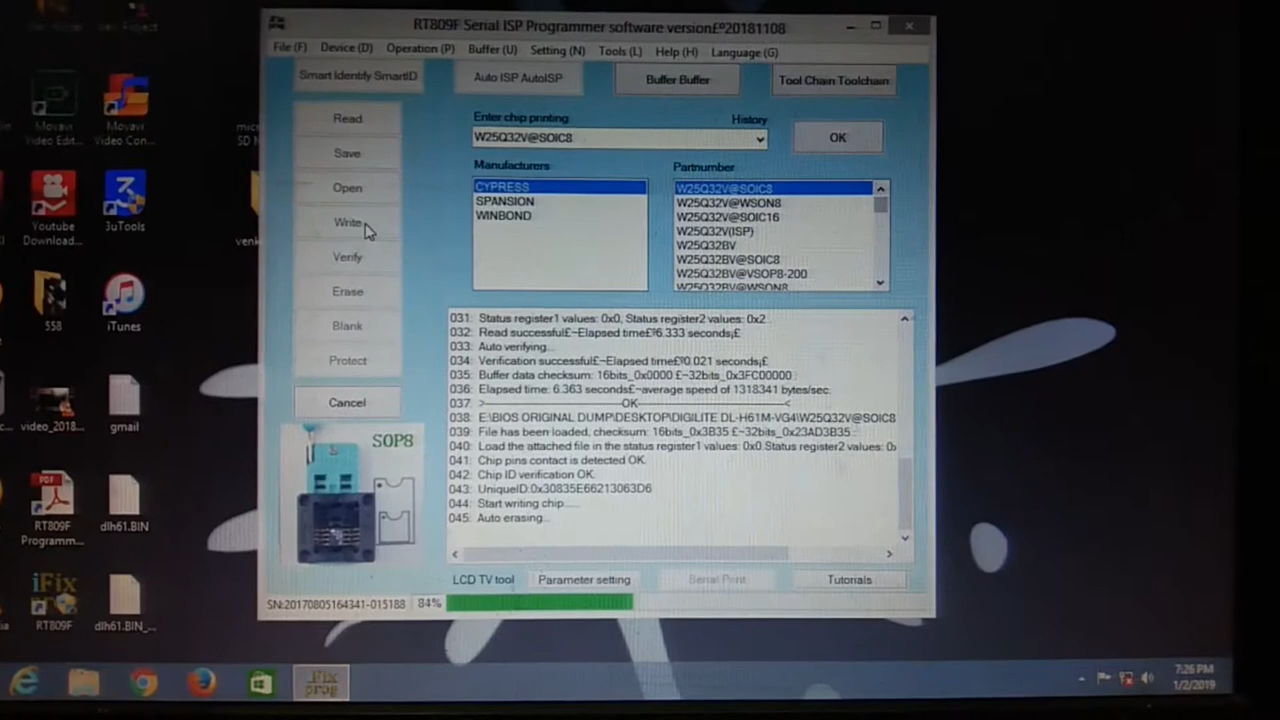 RT809F Serial ISP Programmer software version£º20181108
File (F) Device (D) Operation (P) Buffer (U) Setting (N) Tools (L) Help (H) Language (G)
Smart Identify SmartID Auto ISP AutoISP Buffer Buffer Tool Chain Toolchain
Read
Save
Open
Write
Verify
Erase
Blank
Protect
Cancel
SOP8
Enter chip printing History
W25Q32V@SOIC8 OK
Manufacturers Partnumber
CYPRESS
SPANSION
WINBOND
W25Q32V@SOIC8
W25Q32V@WSON8
W25Q32V@SOIC16
W25Q32V(ISP)
W25Q32BV
W25Q32BV@SOIC8
W25Q32BV@VSOP8-200
W25Q32BV@WSON8
031: Status register1 values: 0x0, Status register2 values: 0x2
032: Read successful£¬Elapsed time£º6.333 seconds¡£
033: Auto verifying...
034: Verification successful£¬Elapsed time£º0.021 seconds¡£
035: Buffer data checksum: 16bits_0x0000 £¬32bits_0x3FC00000
036: Elapsed time: 6.363 seconds£¬average speed of 1318341 bytes/sec.
037: >————————OK————————<
038: E:\BIOS ORIGINAL DUMP\DESKTOP\DIGILITE DL-H61M-VG4\W25Q32V@SOIC8
039: File has been loaded, checksum: 16bits_0x3B35 £¬32bits_0x23AD3B35
040: Load the attached file in the status register1 values: 0x0.Status register2 values: 0x
041: Chip pins contact is detected OK.
042: Chip ID verification OK.
043: UniqueID:0x30835E66213063D6
044: Start writing chip......
045: Auto erasing...
LCD TV tool Parameter setting Serial Print Tutorials
SN:20170805164341-015188 84%
Movavi
Video Edit...
Movavi
Video Con...
Youtube
Download...
3uTools
558
iTunes
video_2018...
gmail
RT809F
Programm...
dlh61.BIN
iFix
RT809F
dlh61.BIN_...
micr
SD M
venk
iFix
prog
7:26 PM
1/2/2019